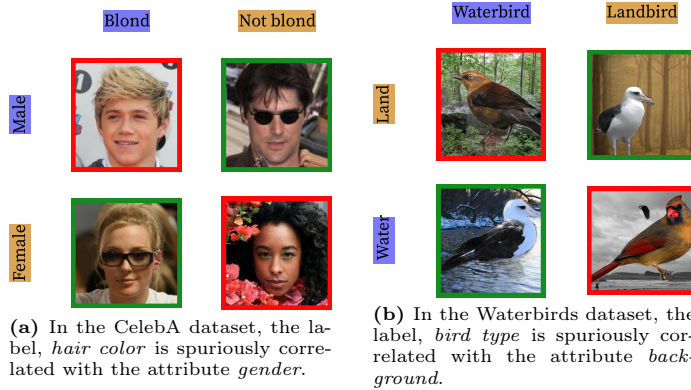 Blond
Not blond
Male
Female
(a) In the CelebA dataset, the la-
bel, hair color is spuriously corre-
lated with the attribute gender.
Waterbird
Landbird
Land
Water
(b) In the Waterbirds dataset, the
label, bird type is spuriously cor-
related with the attribute back-
ground.